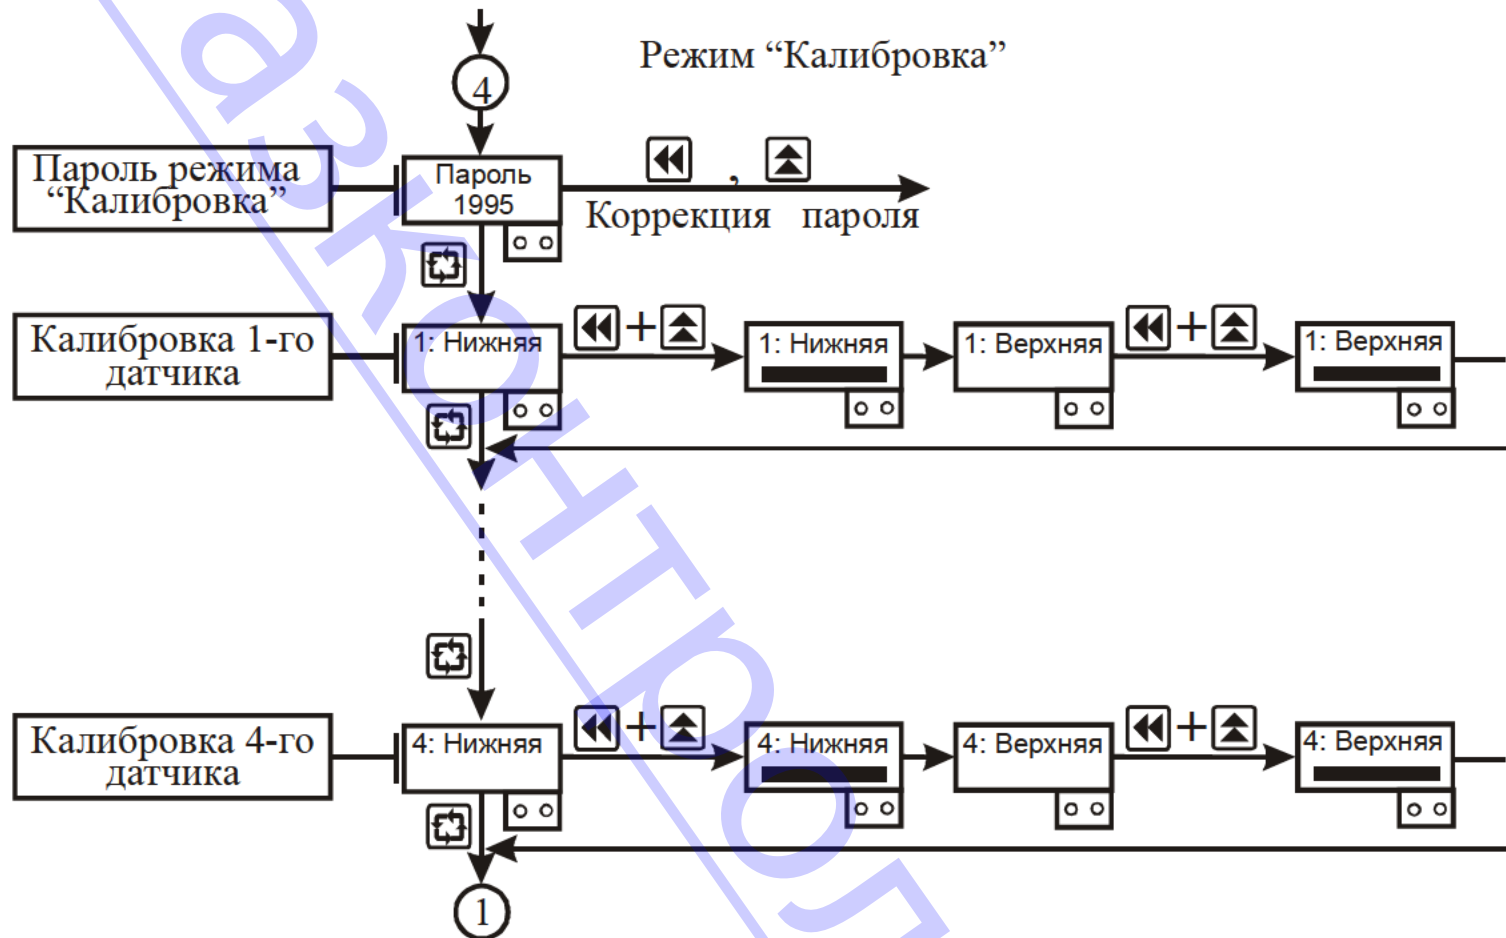 Режим “Калибровка”
4
Пароль режима
“Калибровка”
Пароль
1995
,
Коррекция пароля
Калибровка 1-го
датчика
1: Нижняя
+
1: Нижняя
1: Верхняя
+
1: Верхняя
Калибровка 4-го
датчика
4: Нижняя
+
4: Нижняя
4: Верхняя
+
4: Верхняя
1
азконтрол